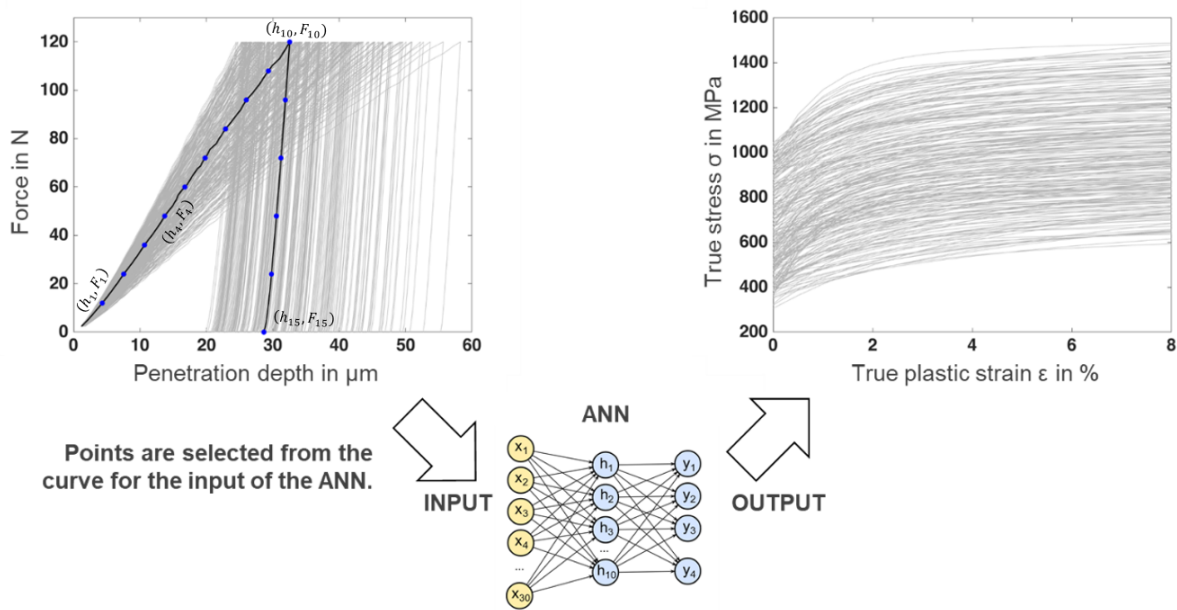 120
100
80
60
40
20
0
Force in N
0 10 20 30 40 50 60
Penetration depth in μm
(h10, F10)
(h4, F4)
(h1, F1)
(h15, F15)
1600
1400
1200
1000
800
600
400
200
True stress σ in MPa
0 2 4 6 8
True plastic strain ε in %
Points are selected from the
curve for the input of the ANN.
INPUT
ANN
x1
x2
x3
x4
...
x30
h1
h2
h3
...
h10
y1
y2
y3
y4
OUTPUT